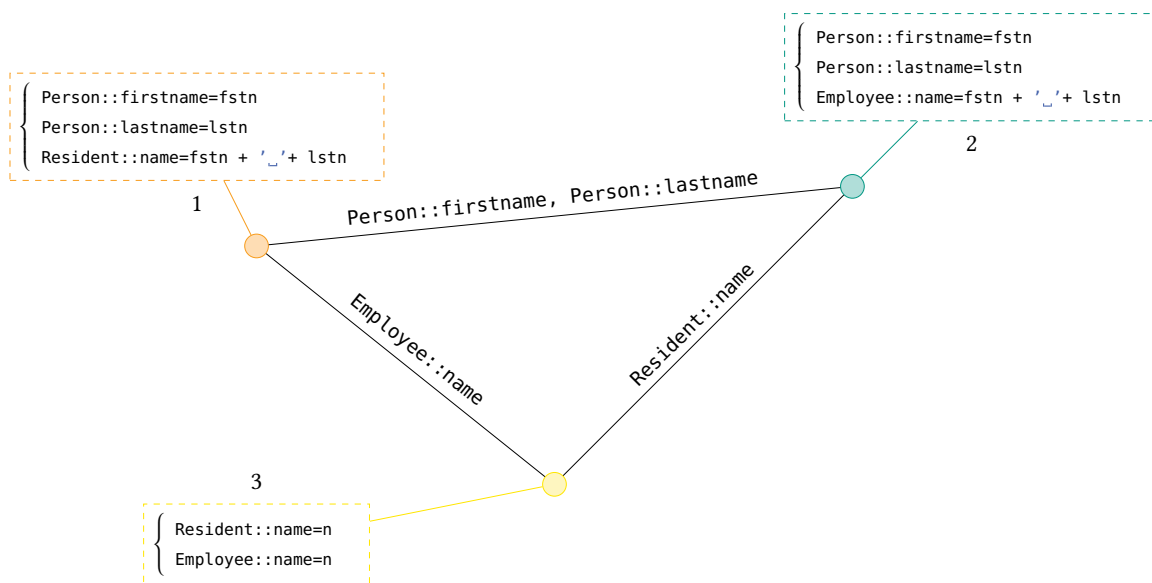 Person::firstname=fstn
Person::lastname=lstn
Employee::name=fstn + '␣'+ lstn
2
Person::firstname=fstn
Person::lastname=lstn
Resident::name=fstn + '␣'+ lstn
1
Person::firstname, Person::lastname
Employee::name
Resident::name
3
Resident::name=n
Employee::name=n